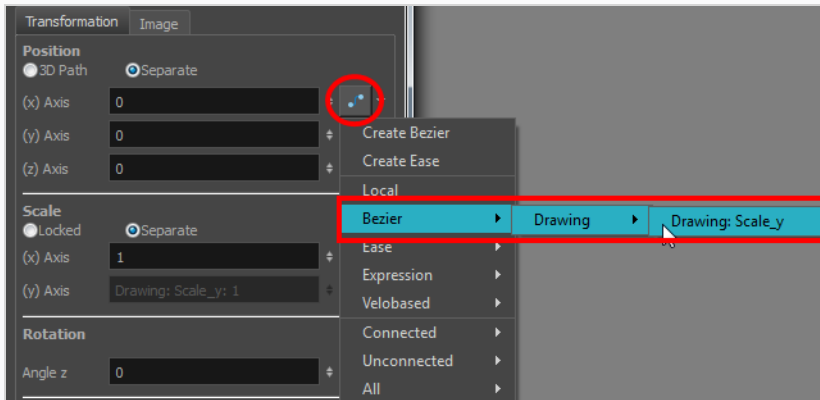 Transformation Image
Position
3D Path Separate
(x) Axis 0
(y) Axis 0
(z) Axis 0
Scale
Locked Separate
(x) Axis 1
(y) Axis Drawing: Scale_y: 1
Rotation
Angle z 0
Create Bezier
Create Ease
Local
Bezier Drawing Drawing: Scale_y
Ease
Expression
Velobased
Connected
Unconnected
All